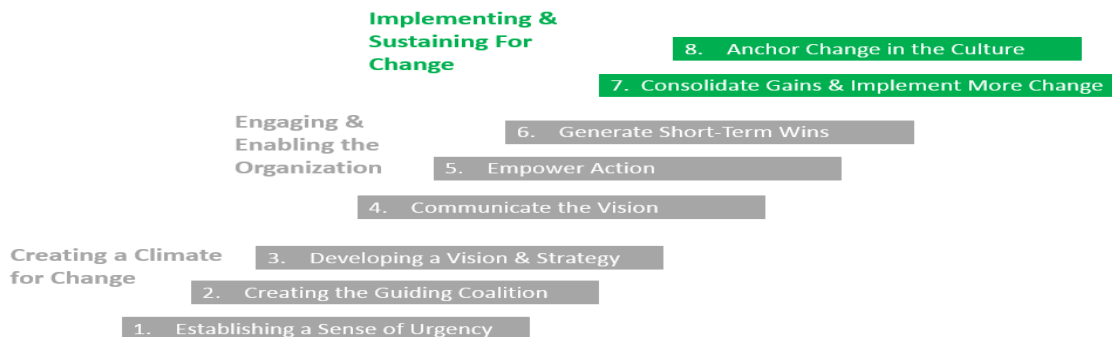 Implementing &
Sustaining For
Change
8. Anchor Change in the Culture
7. Consolidate Gains & Implement More Change
Engaging &
Enabling the
Organization
6. Generate Short-Term Wins
5. Empower Action
4. Communicate the Vision
Creating a Climate
for Change
3. Developing a Vision & Strategy
2. Creating the Guiding Coalition
1. Establishing a Sense of Urgency